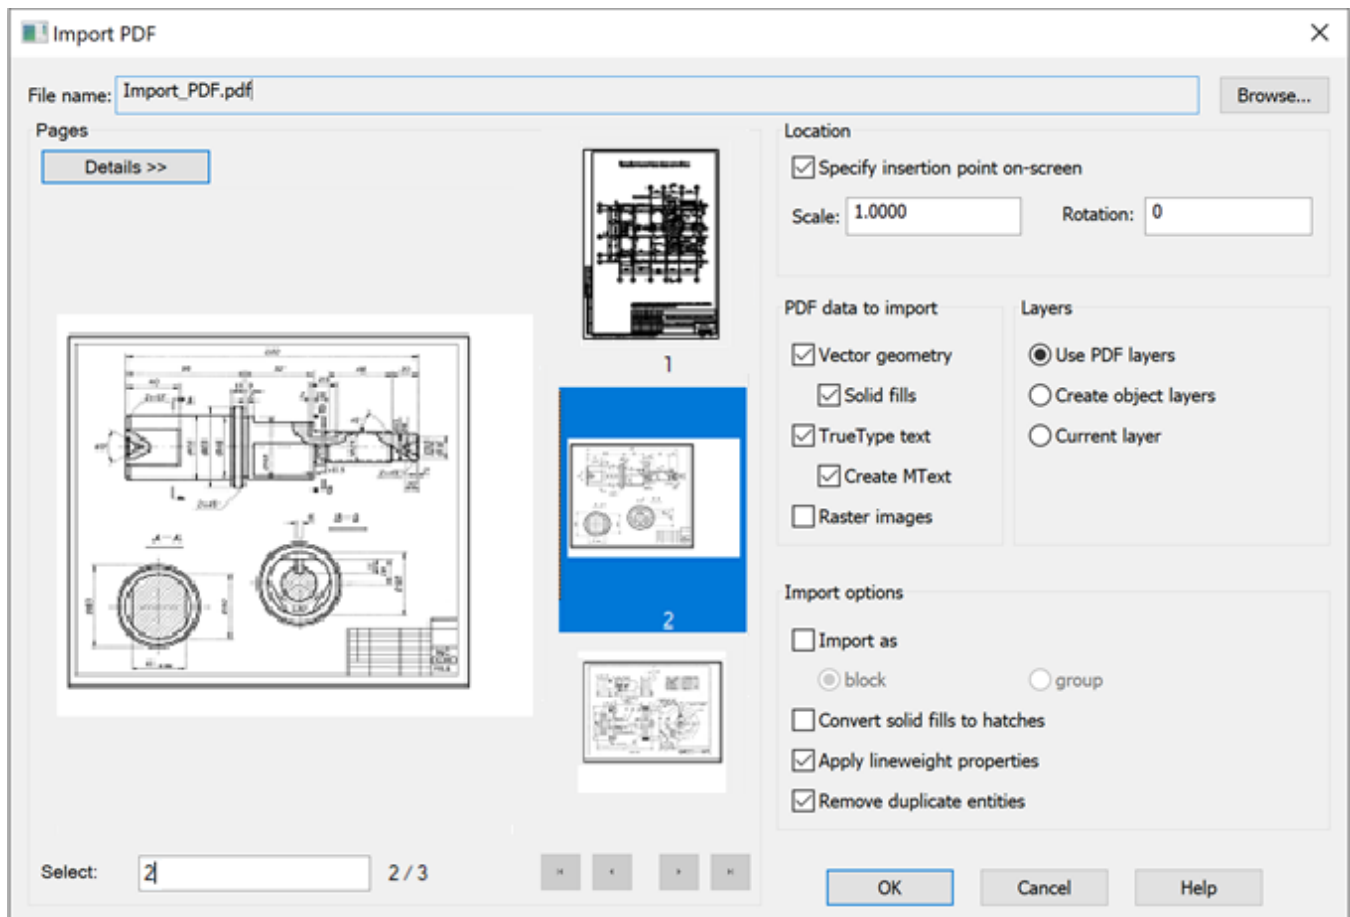 Import PDF
File name: Import_PDF.pdf
Browse...
Pages
Details >>
1
2
Select: 2
2 / 3
Location
Specify insertion point on-screen
Scale: 1.0000
Rotation: 0
PDF data to import
Vector geometry
Solid fills
TrueType text
Create MText
Raster images
Layers
Use PDF layers
Create object layers
Current layer
Import options
Import as
block
group
Convert solid fills to hatches
Apply lineweight properties
Remove duplicate entities
OK
Cancel
Help